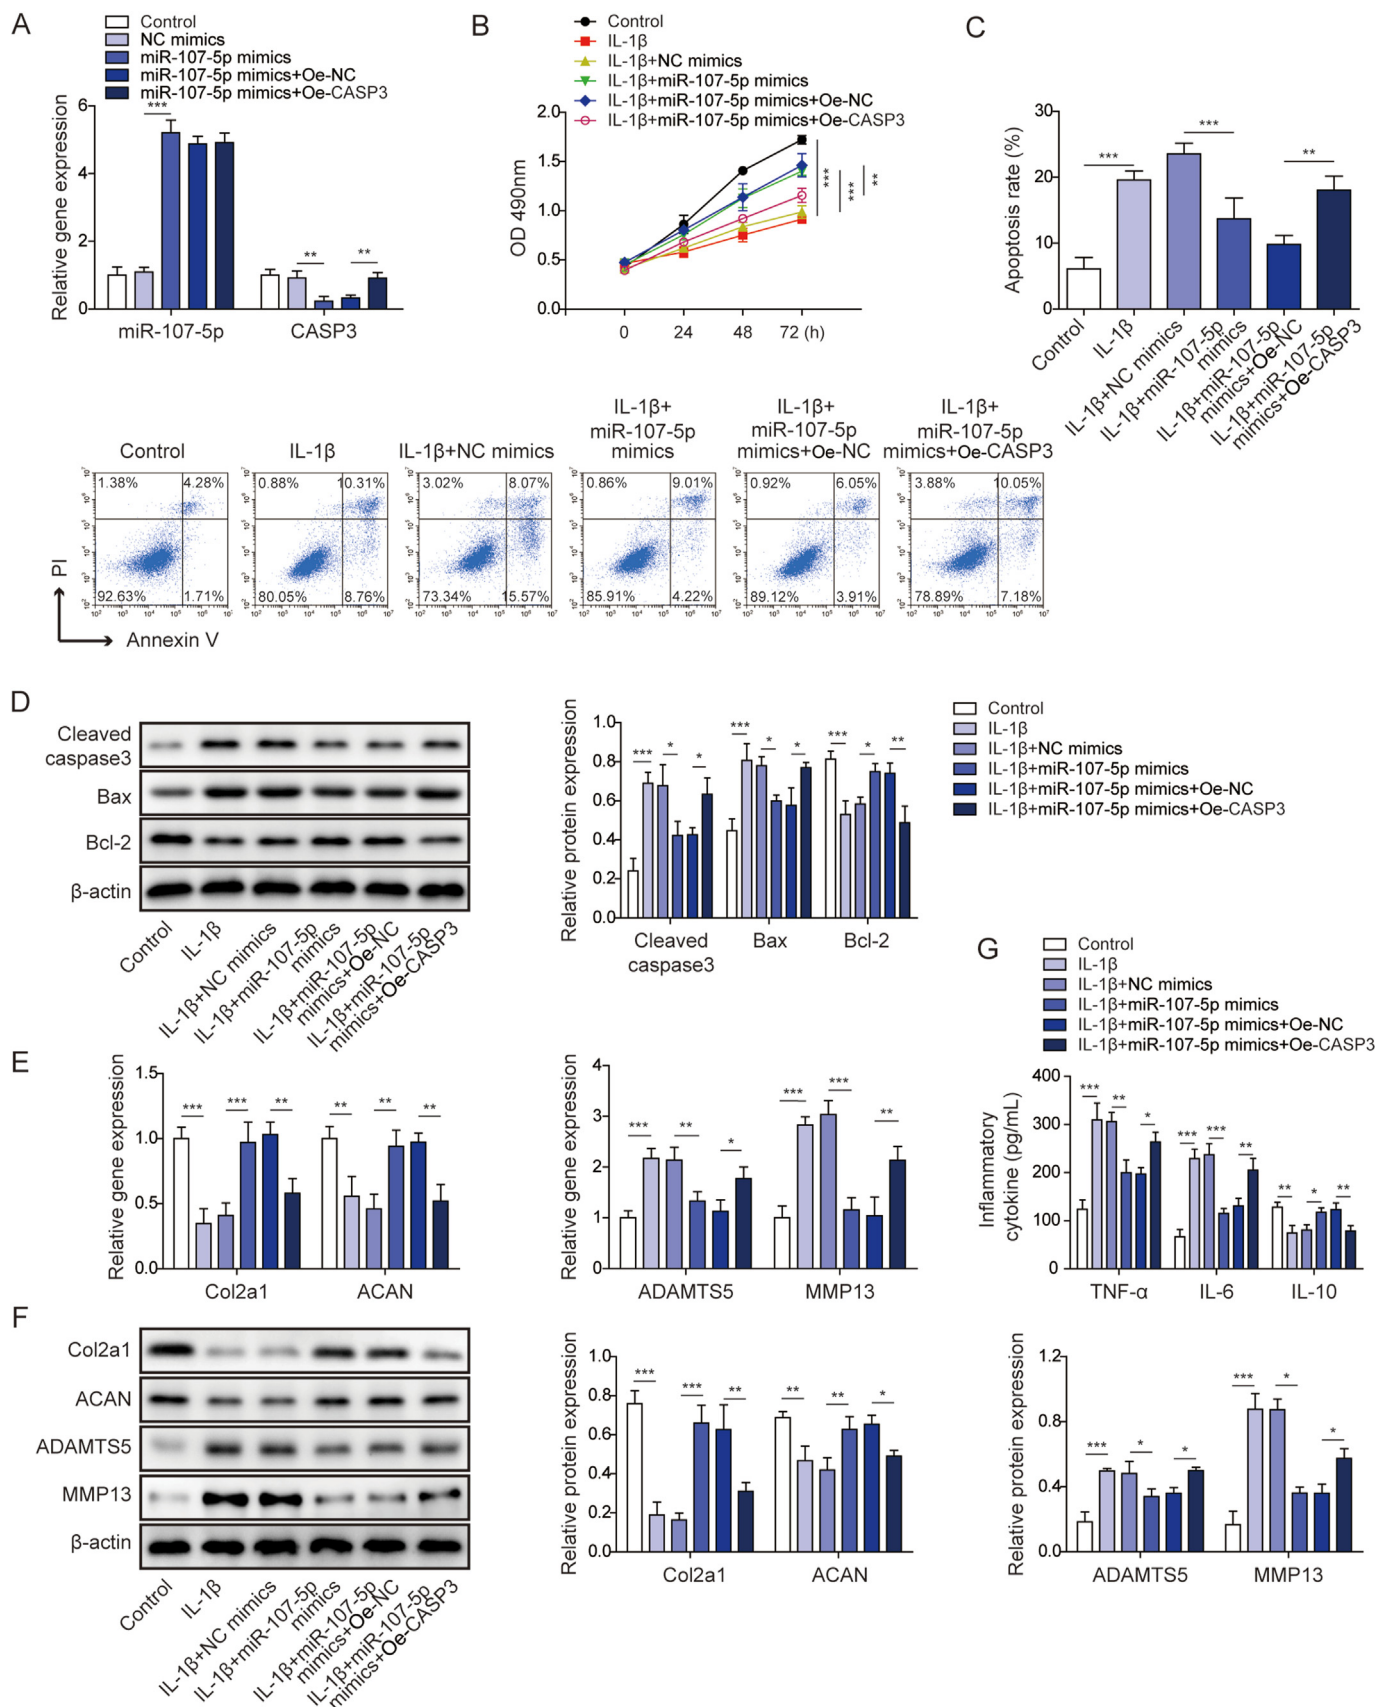 A
Control
NC mimics
miR-107-5p mimics
miR-107-5p mimics+Oe-NC
miR-107-5p mimics+Oe-CASP3
Relative gene expression
6
4
2
0
***
**
**
miR-107-5p
CASP3
B
Control
IL-1β
IL-1β+NC mimics
IL-1β+miR-107-5p mimics
IL-1β+miR-107-5p mimics+Oe-NC
IL-1β+miR-107-5p mimics+Oe-CASP3
OD 490nm
2.0
1.5
1.0
0.5
0.0
***
***
**
0
24
48
72 (h)
C
Apoptosis rate (%)
30
20
10
0
***
***
**
Control
IL-1β
IL-1β+NC mimics
IL-1β+miR-107-5p
mimics
IL-1β+miR-107-5p
mimics+Oe-NC
IL-1β+miR-107-5p
mimics+Oe-CASP3
Control
1.38%
4.28%
92.63%
1.71%
IL-1β
0.88%
10.31%
80.05%
8.76%
IL-1β+NC mimics
3.02%
8.07%
73.34%
15.57%
IL-1β+
miR-107-5p
mimics
0.86%
9.01%
85.91%
4.22%
IL-1β+
miR-107-5p
mimics+Oe-NC
0.92%
6.05%
89.12%
3.91%
IL-1β+
miR-107-5p
mimics+Oe-CASP3
3.88%
10.05%
78.89%
7.18%
PI
Annexin V
D
Cleaved
caspase3
Bax
Bcl-2
β-actin
Control
IL-1β
IL-1β+NC mimics
IL-1β+miR-107-5p
mimics
IL-1β+miR-107-5p
mimics+Oe-NC
IL-1β+miR-107-5p
mimics+Oe-CASP3
Relative protein expression
1.0
0.8
0.6
0.4
0.2
0.0
***
*
*
***
*
*
***
*
**
Cleaved
caspase3
Bax
Bcl-2
Control
IL-1β
IL-1β+NC mimics
IL-1β+miR-107-5p mimics
IL-1β+miR-107-5p mimics+Oe-NC
IL-1β+miR-107-5p mimics+Oe-CASP3
E
Relative gene expression
1.5
1.0
0.5
0.0
***
***
**
**
**
**
Col2a1
ACAN
Relative gene expression
4
3
2
1
0
***
**
*
***
***
**
ADAMTS5
MMP13
G
Control
IL-1β
IL-1β+NC mimics
IL-1β+miR-107-5p mimics
IL-1β+miR-107-5p mimics+Oe-NC
IL-1β+miR-107-5p mimics+Oe-CASP3
Inflammatory
cytokine (pg/mL)
400
300
200
100
0
***
**
*
***
***
**
**
*
**
TNF-α
IL-6
IL-10
F
Col2a1
ACAN
ADAMTS5
MMP13
β-actin
Control
IL-1β
IL-1β+NC mimics
IL-1β+miR-107-5p
mimics
IL-1β+miR-107-5p
mimics+Oe-NC
IL-1β+miR-107-5p
mimics+Oe-CASP3
Relative protein expression
1.0
0.8
0.6
0.4
0.2
0.0
***
***
**
**
**
*
Col2a1
ACAN
Relative protein expression
1.2
0.8
0.4
0.0
***
*
*
***
*
*
ADAMTS5
MMP13